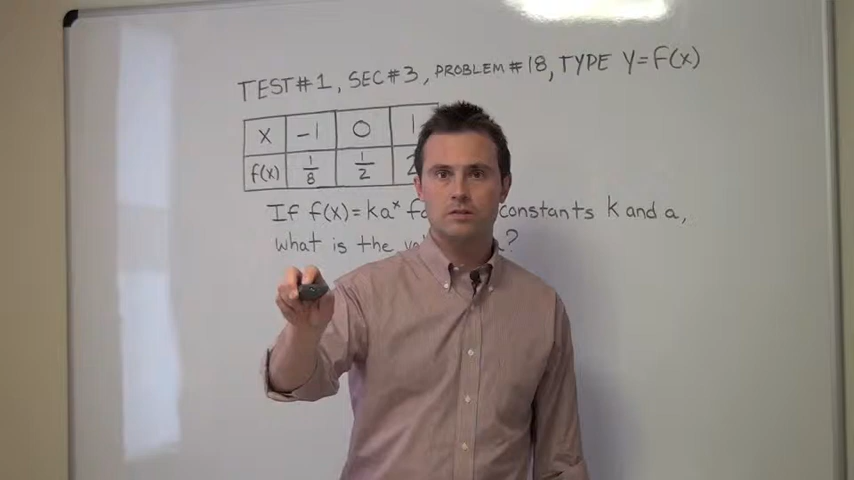 TEST#1, SEC#3, PROBLEM #18, TYPE Y=F(X)
X -1 0 1
f(x) 1/8 1/2 2
If f(x)=ka^x constants k and a,
what is the ?